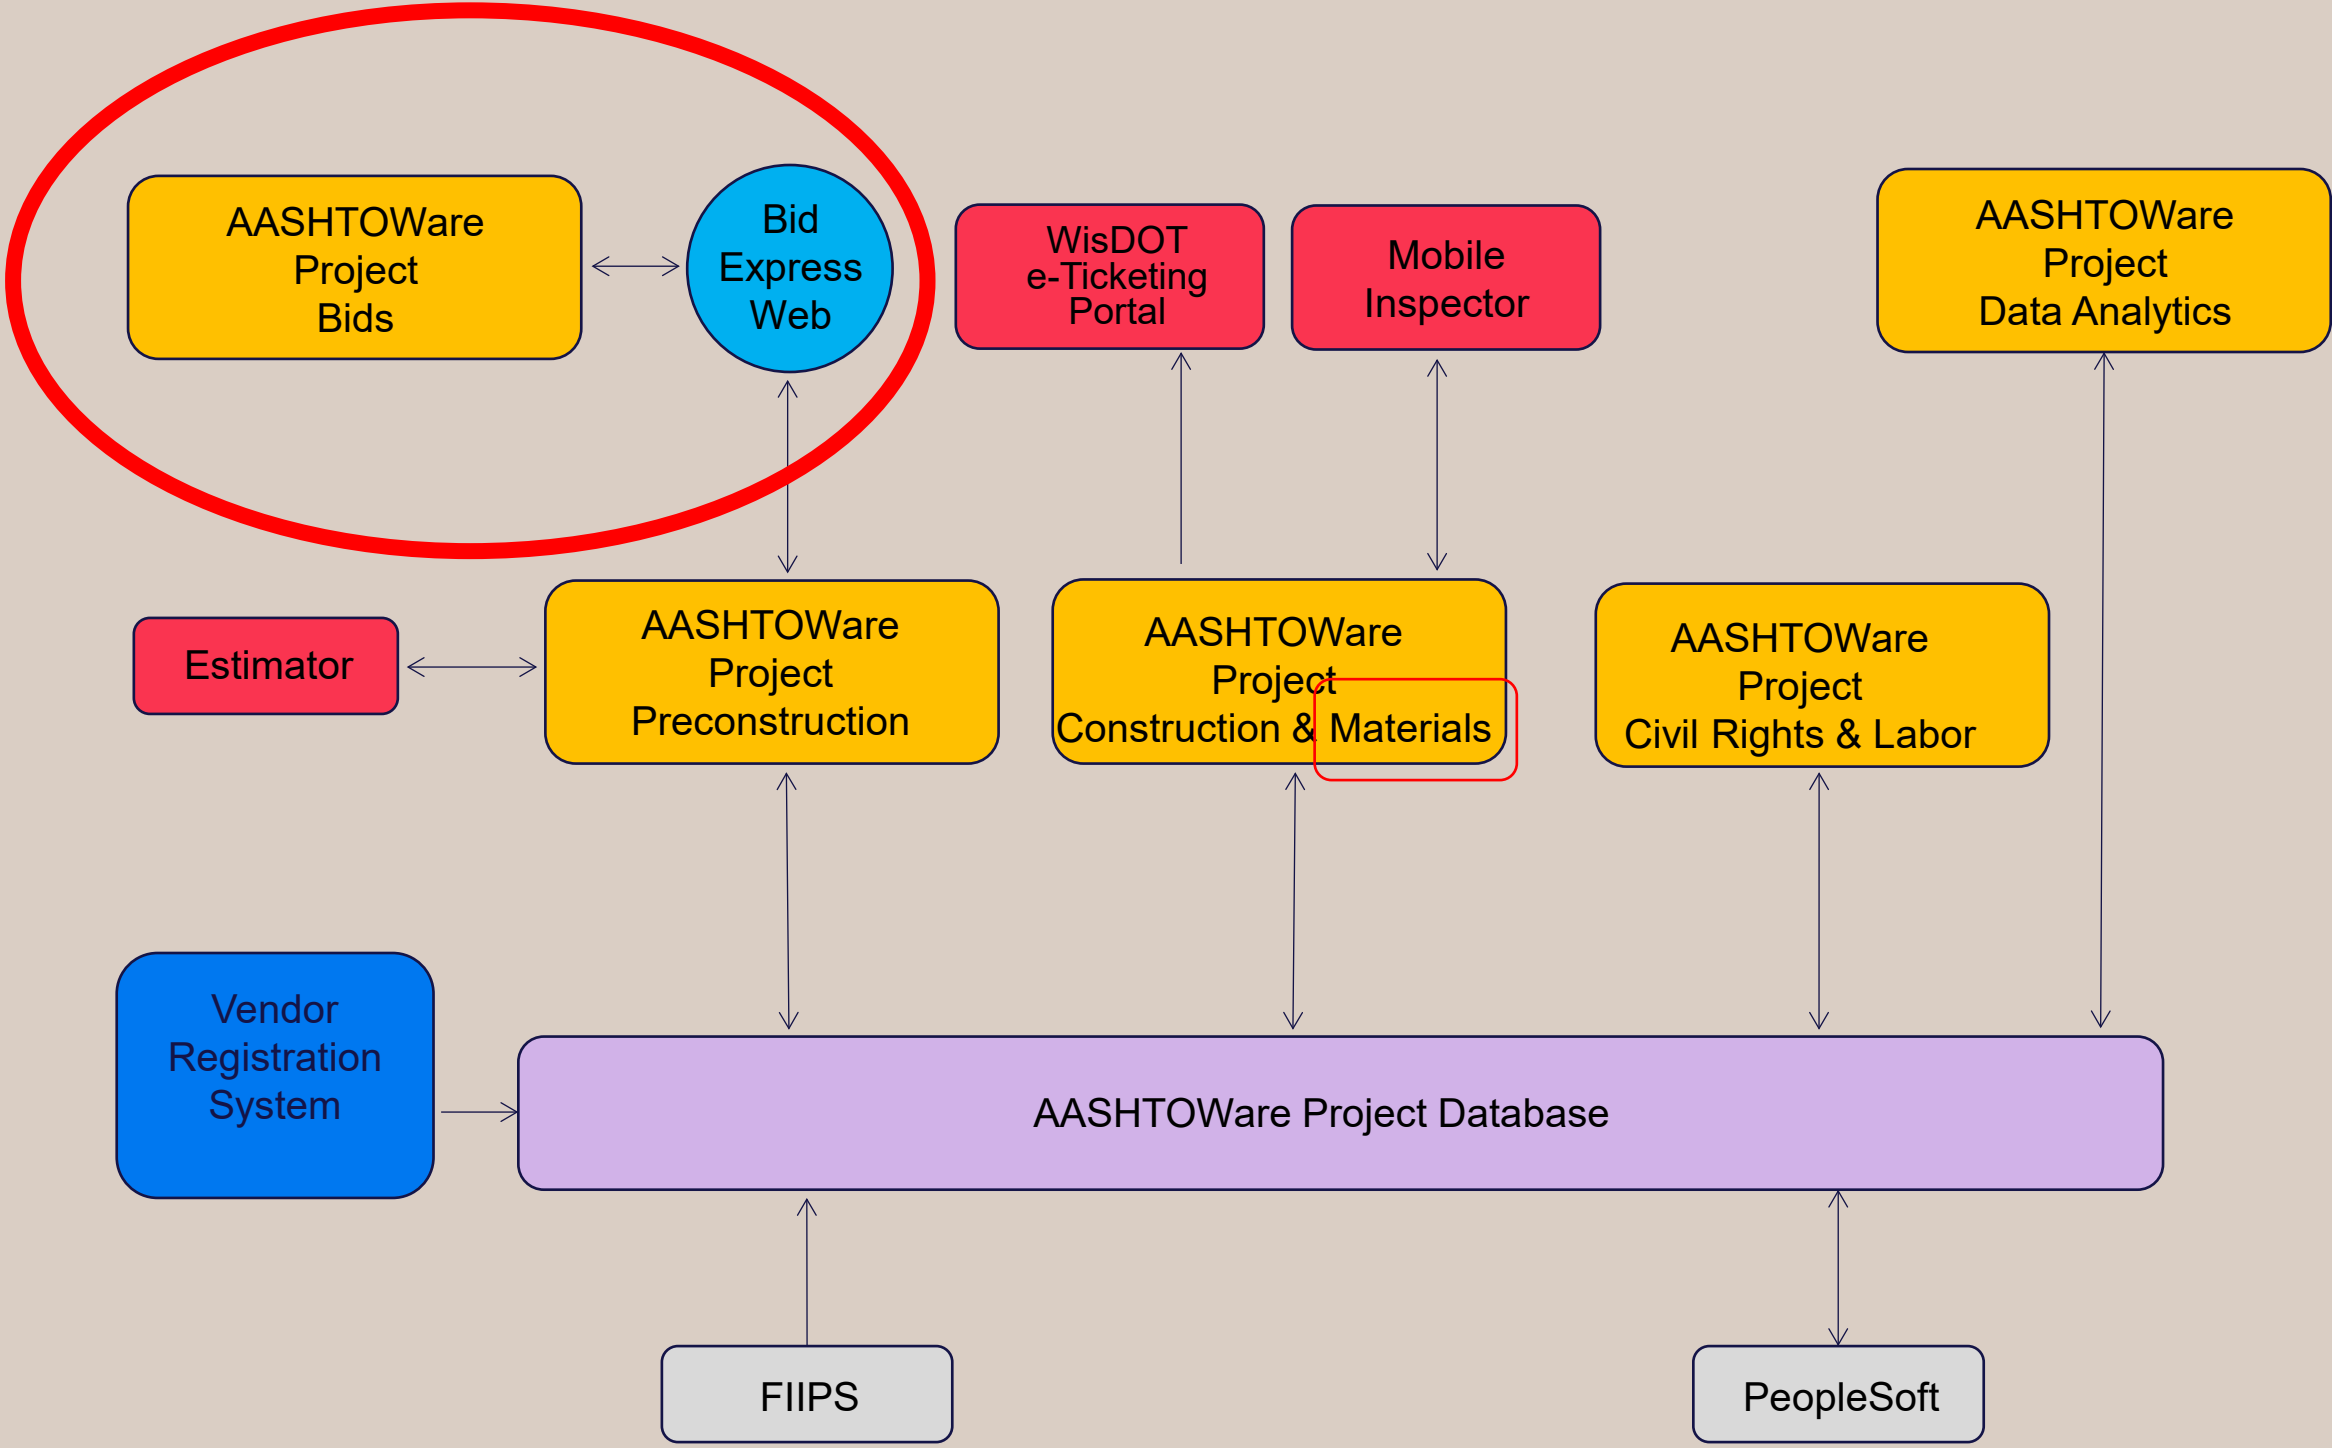 AASHTOWare
Project
Bids
Bid
Express
Web
WisDOT
e-Ticketing
Portal
Mobile
Inspector
AASHTOWare
Project
Data Analytics
Estimator
AASHTOWare
Project
Preconstruction
AASHTOWare
Project
Construction & Materials
AASHTOWare
Project
Civil Rights & Labor
Vendor
Registration
System
AASHTOWare Project Database
FIIPS
PeopleSoft